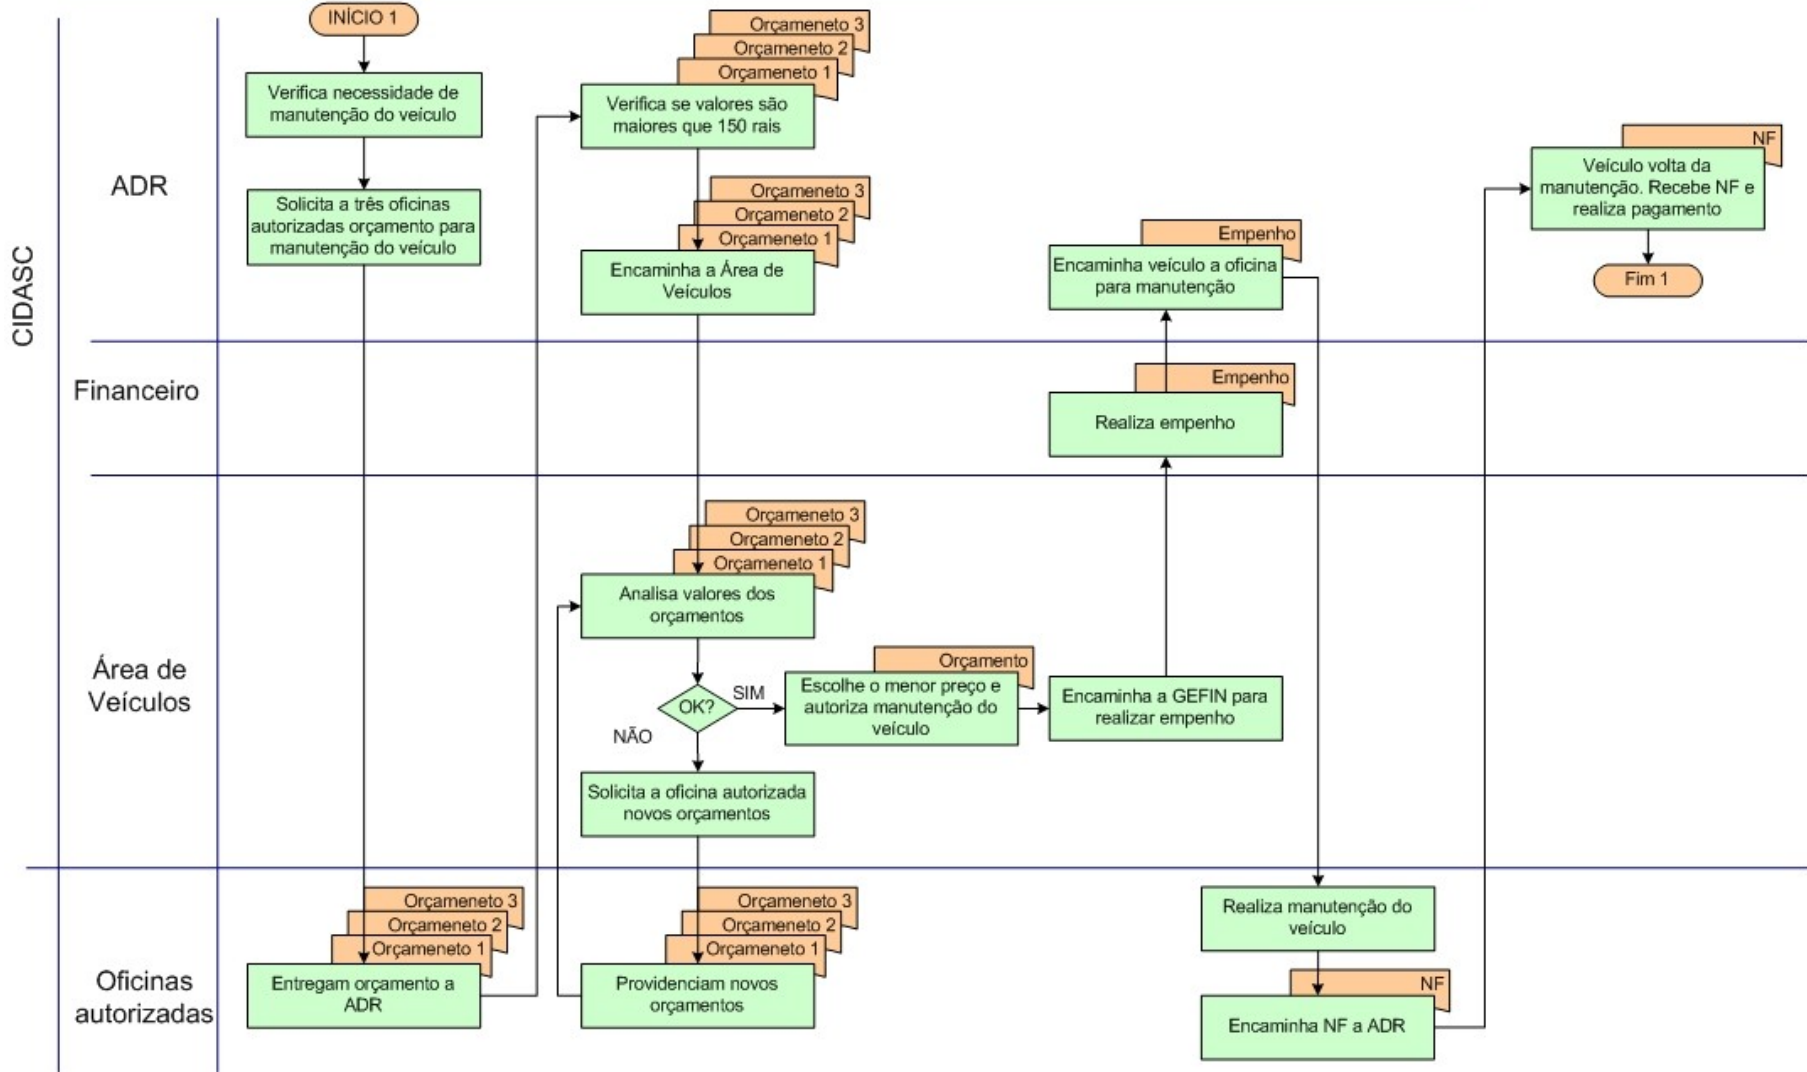 INÍCIO 1
Verifica necessidade de
manutenção do veículo
Solicita a três oficinas
autorizadas orçamento para
manutenção do veículo
Orçameneto 3
Orçameneto 2
Orçameneto 1
Verifica se valores são
maiores que 150 rais
Orçameneto 3
Orçameneto 2
Orçameneto 1
Encaminha a Área de
Veículos
Empenho
Encaminha veículo a oficina
para manutenção
NF
Veículo volta da
manutenção. Recebe NF e
realiza pagamento
Fim 1
ADR
CIDASC
Financeiro
Empenho
Realiza empenho
Área de
Veículos
Orçameneto 3
Orçameneto 2
Orçameneto 1
Analisa valores dos
orçamentos
OK?
SIM
NÃO
Orçamento
Escolhe o menor preço e
autoriza manutenção do
veículo
Encaminha a GEFIN para
realizar empenho
Solicita a oficina autorizada
novos orçamentos
Oficinas
autorizadas
Orçameneto 3
Orçameneto 2
Orçameneto 1
Entregam orçamento a
ADR
Orçameneto 3
Orçameneto 2
Orçameneto 1
Providenciam novos
orçamentos
Realiza manutenção do
veículo
NF
Encaminha NF a ADR